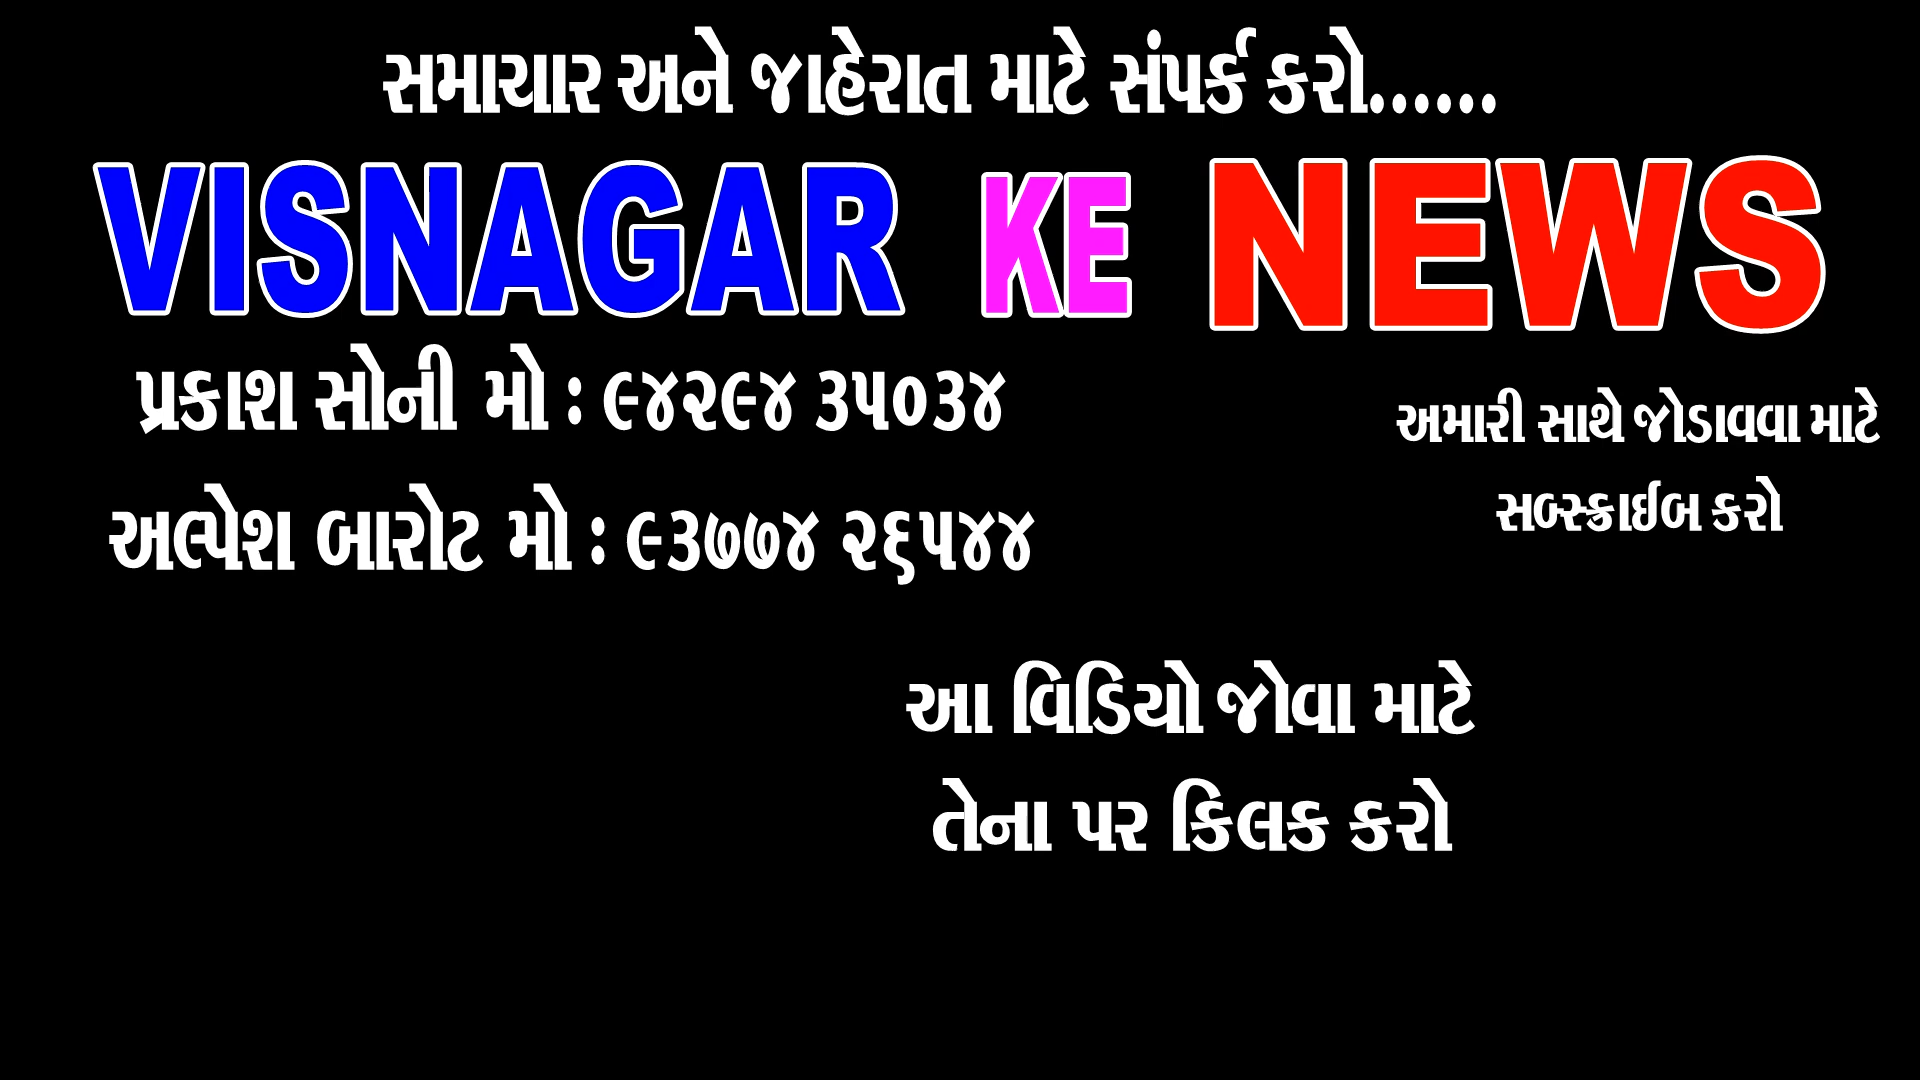 સમાચાર અને જાહેરાત માટે સંપર્ક કરો......
VISNAGAR KE NEWS
પ્રકાશ સોની મો : ૯૪૨૯૪ ૩૫૦૩૪
અલ્પેશ બારોટ મો : ૯૩૭૭૪ ૨૬૫૪૪
અમારી સાથે જોડાવવા માટે
સબ્સ્ક્રાઈબ કરો
આ વિડિયો જોવા માટે
તેના પર કિલક કરો